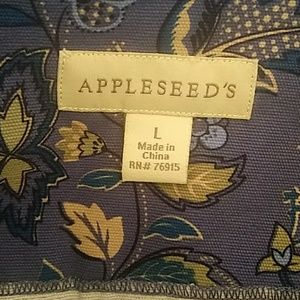 APPLESEED'S
L
Made in
China
RN# 76915